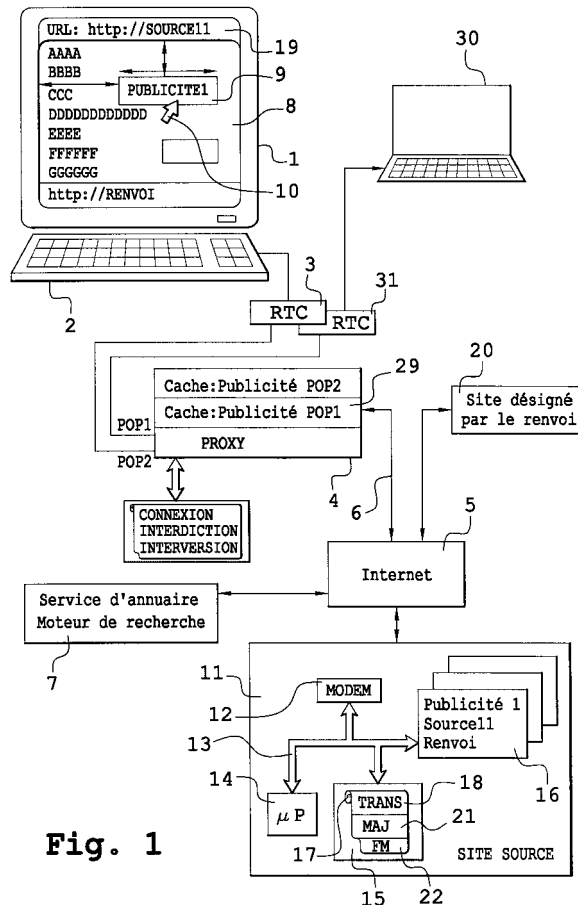 URL: http://SOURCE11
19
AAAA
BBBB
PUBLICITE1
9
CCC
8
DDDDDDDDDDDD
EEEE
1
FFFFFF
10
GGGGGG
http://RENVOI
2
30
3
RTC
31
RTC
29
Cache:Publicité POP2
Cache:Publicité POP1
POP1
PROXY
POP2
4
6
20
Site désigné
par le renvoi
CONNEXION
INTERDICTION
INTERVERSION
5
Internet
Service d'annuaire
Moteur de recherche
7
11
MODEM
12
13
Publicité 1
Source11
Renvoi
16
14
μP
17
TRANS
18
MAJ
21
FM
15
22
SITE SOURCE
Fig. 1